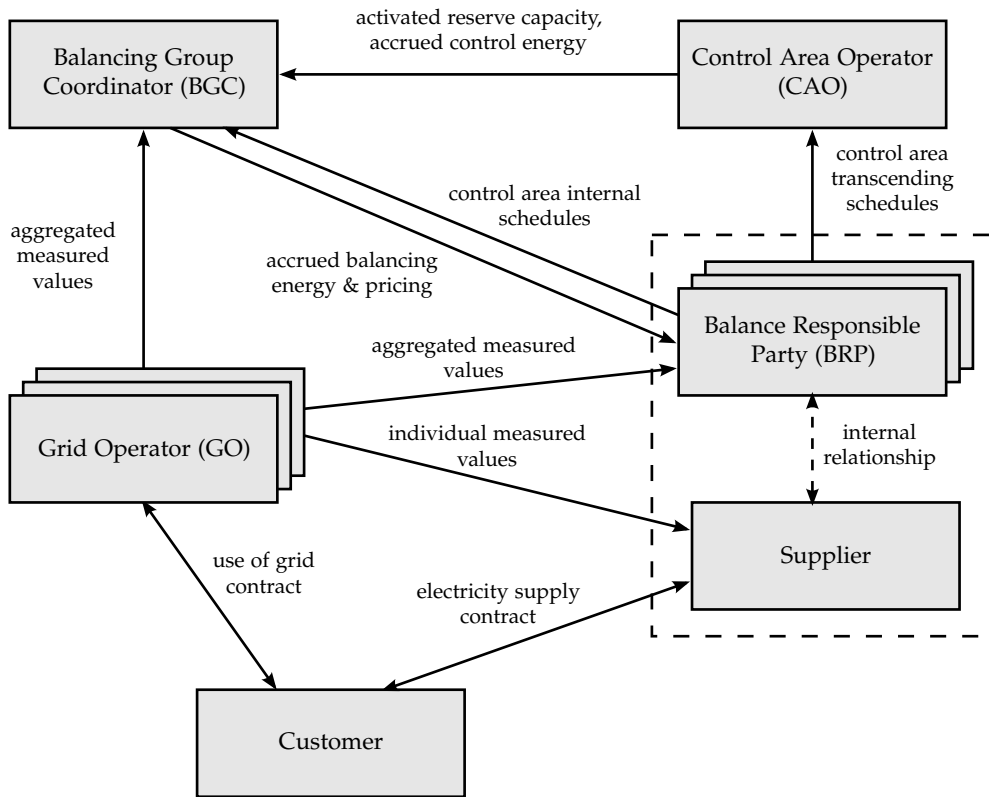 activated reserve capacity,
accrued control energy
Balancing Group
Coordinator (BGC)
Control Area Operator
(CAO)
control area
transcending
schedules
control area internal
schedules
aggregated
measured
values
accrued balancing
energy & pricing
Balance Responsible
Party (BRP)
aggregated measured
values
Grid Operator (GO)
individual measured
values
internal
relationship
Supplier
use of grid
contract
electricity supply
contract
Customer